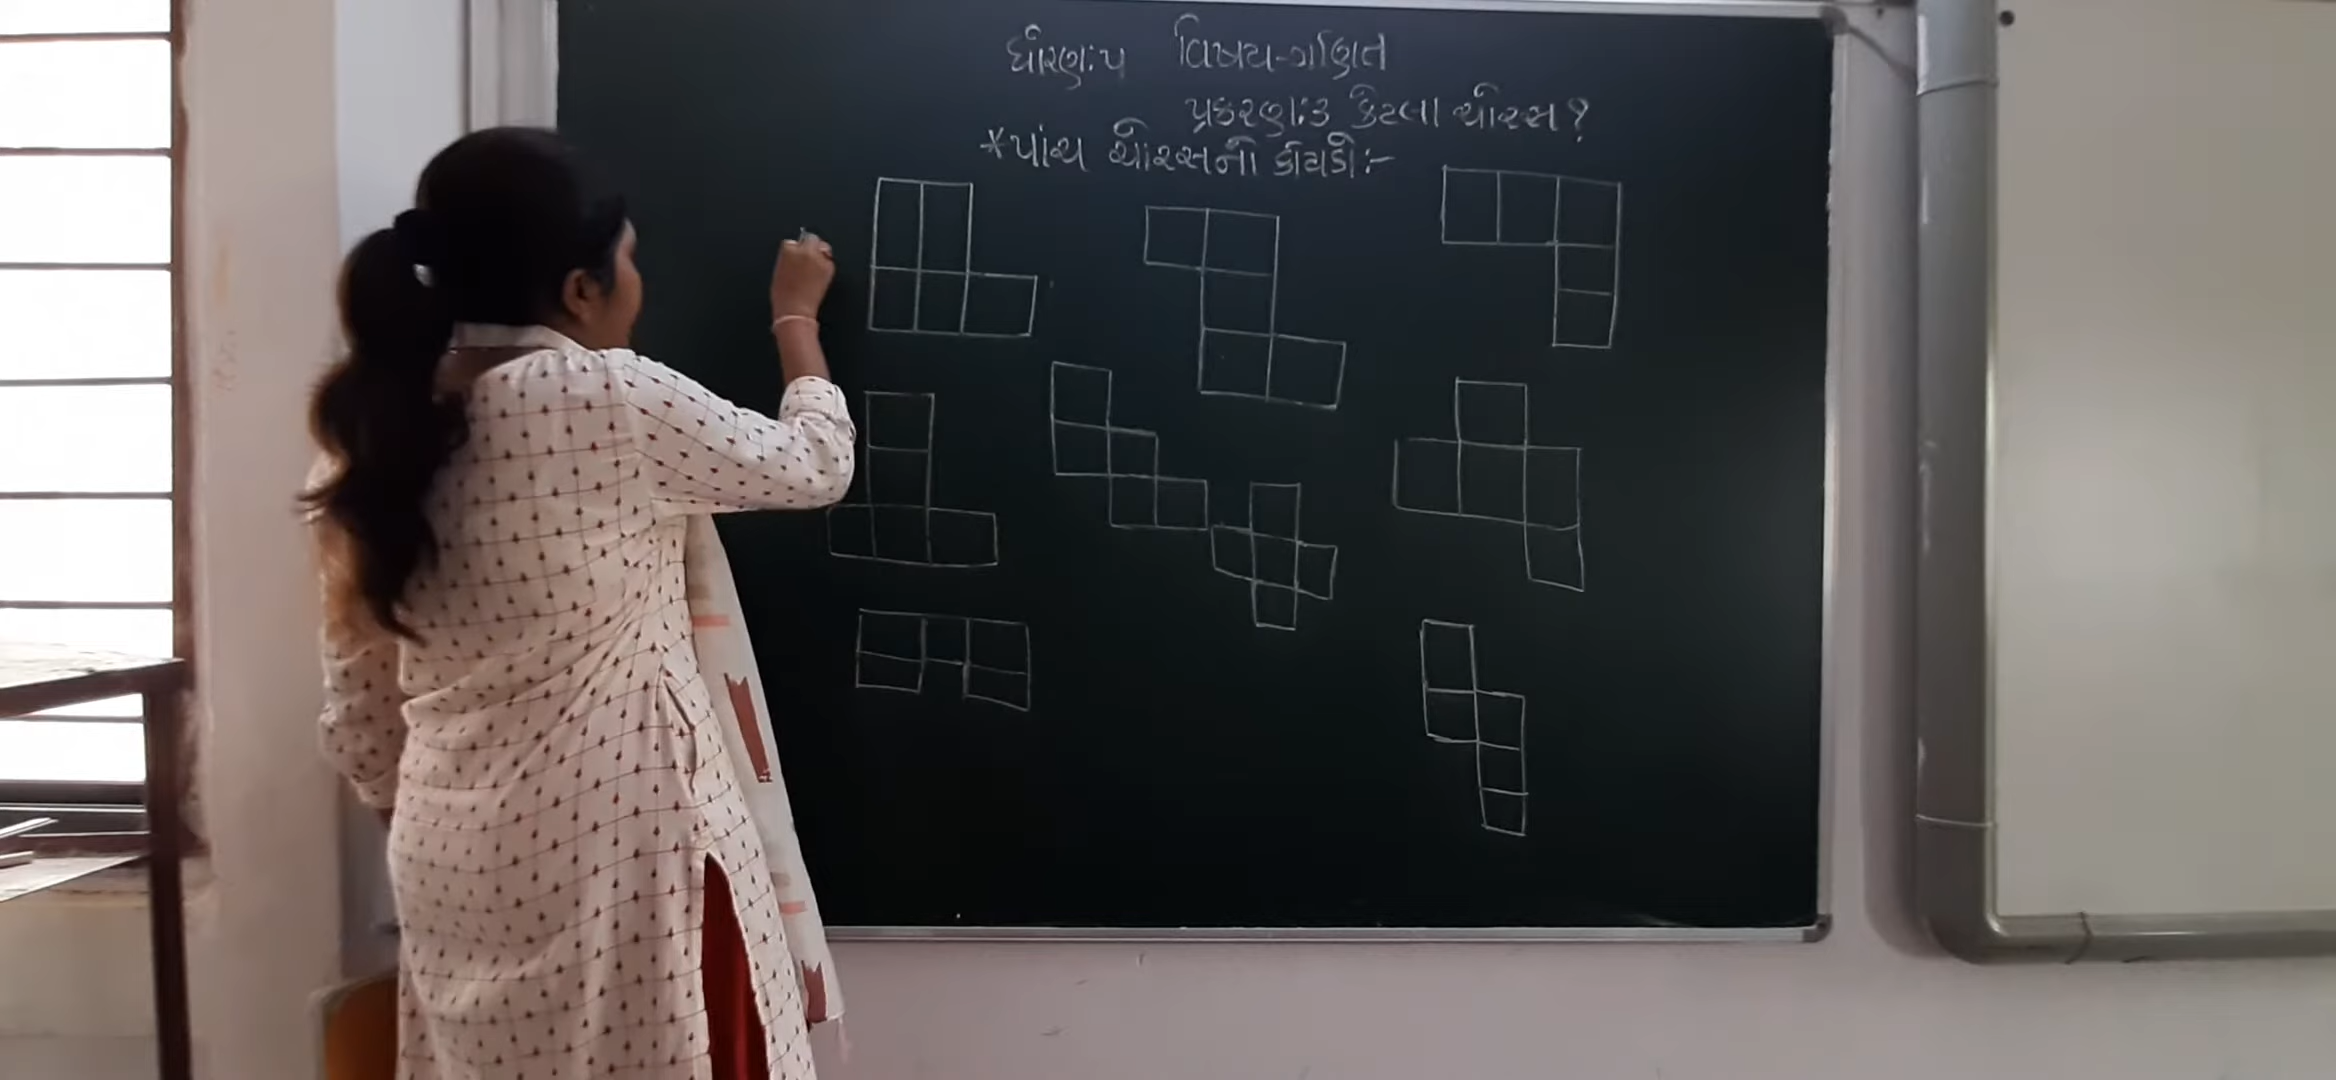 ધોરણ:૫ વિષય-ગણિત
પ્રકરણ:૩ કેટલા ચોરસ?
*પાંચ ચોરસનો કોયડો:-